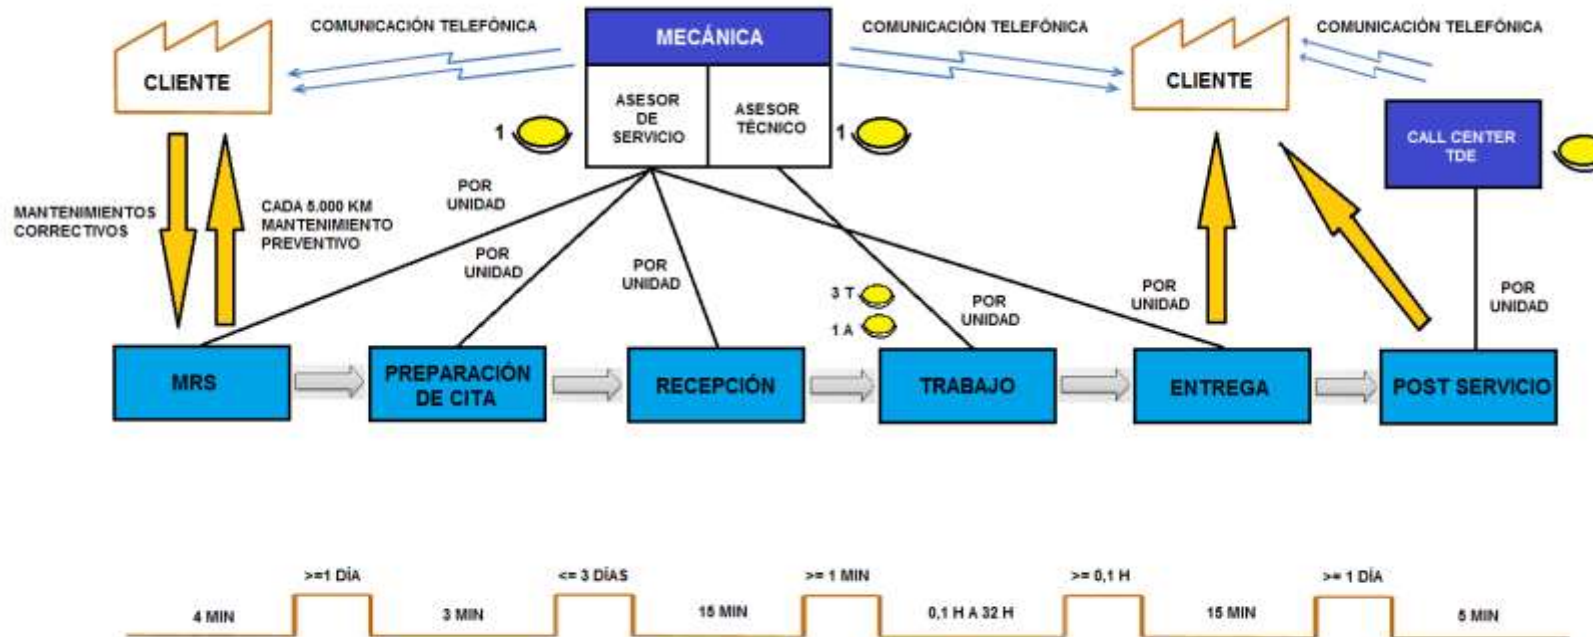 COMUNICACIÓN TELEFÓNICA
MECÁNICA
COMUNICACIÓN TELEFÓNICA
COMUNICACIÓN TELEFÓNICA
CLIENTE
CLIENTE
ASESOR
DE
SERVICIO
ASESOR
TÉCNICO
1
1
CALL CENTER
TDE
MANTENIMIENTOS
CORRECTIVOS
CADA 5.000 KM
MANTENIMIENTO
PREVENTIVO
POR
UNIDAD
POR
UNIDAD
POR
UNIDAD
3 T
1 A
POR
UNIDAD
POR
UNIDAD
POR
UNIDAD
MRS
PREPARACIÓN
DE CITA
RECEPCIÓN
TRABAJO
ENTREGA
POST SERVICIO
>=1 DÍA
<= 3 DÍAS
>= 1 MIN
>= 0,1 H
>= 1 DÍA
4 MIN
3 MIN
15 MIN
0,1 H A 32 H
15 MIN
5 MIN